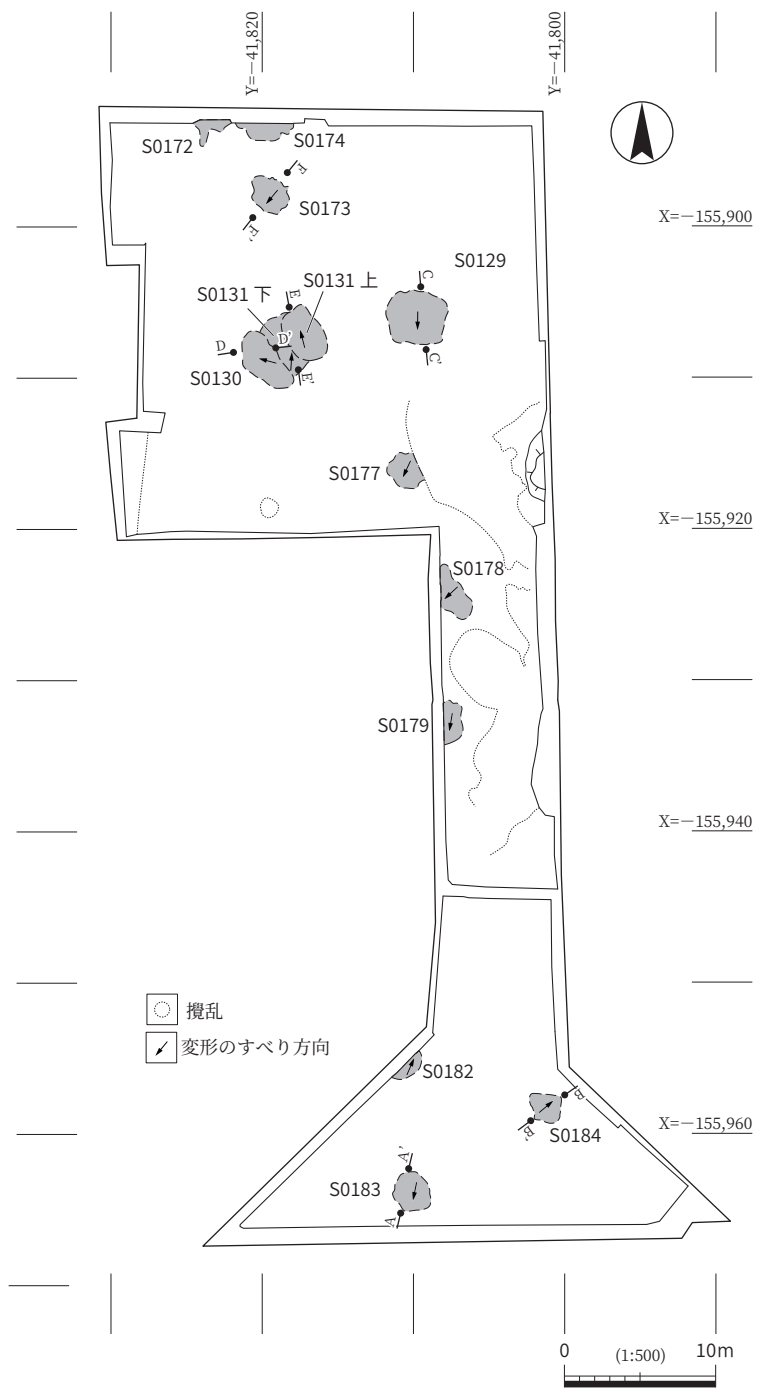 Y=－41,820
Y=－41,800
S0172
S0174
F
S0173
F'
X=－155,900
S0129
C
S0131 上
S0131 下
E
D
D'
C'
S0130
E'
S0177
X=－155,920
S0178
S0179
X=－155,940
攪乱
変形のすべり方向
S0182
B
X=－155,960
B'
S0184
A'
S0183
A
0
(1:500)
10m